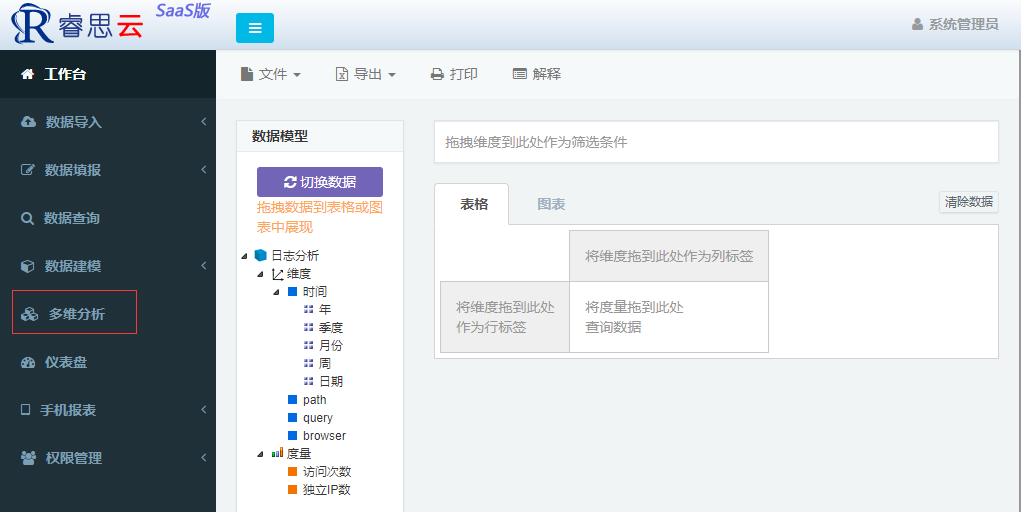 睿思云
SaaS版
系统管理员
工作台
数据导入
数据填报
数据查询
数据建模
多维分析
仪表盘
手机报表
权限管理
文件
导出
打印
解释
数据模型
切换数据
拖拽数据到表格或图
表中展现
日志分析
维度
时间
年
季度
月份
周
日期
path
query
browser
度量
访问次数
独立IP数
拖拽维度到此处作为筛选条件
表格
图表
清除数据
将维度拖到此处作为列标签
将维度拖到此处
作为行标签
将度量拖到此处
查询数据